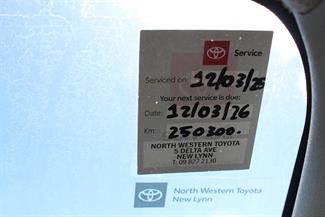 TOYOTA
Service
Serviced on: 12/03/25
Your next service is due:
Date: 12/03/26
Km: 250300.
NORTH WESTERN TOYOTA
5 DELTA AVE
NEW LYNN
T: 09 827 2130
North Western Toyota
New Lynn